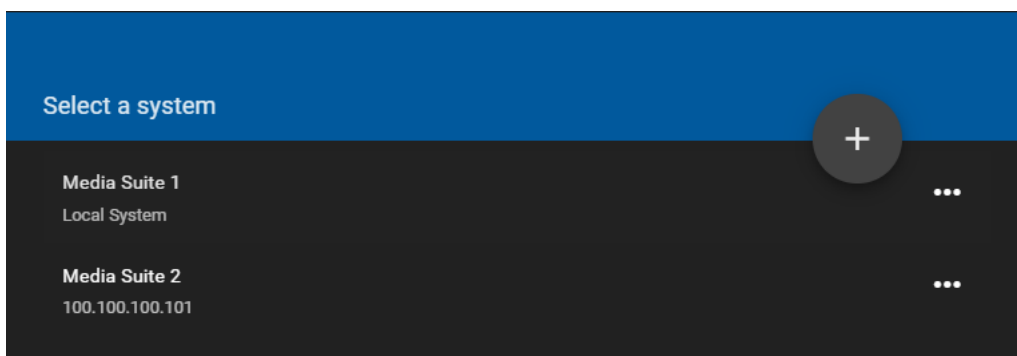 Select a system
+
Media Suite 1
Local System
•••
Media Suite 2
100.100.100.101
•••